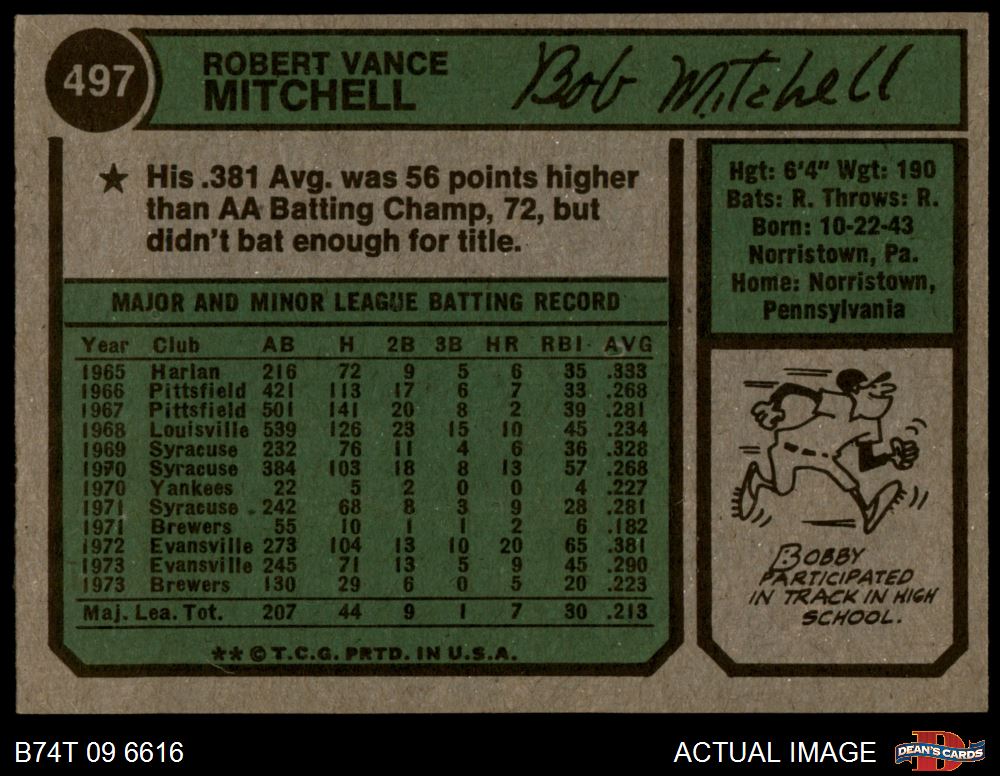 497
ROBERT VANCE
MITCHELL
Bob Mitchell
★ His .381 Avg. was 56 points higher
than AA Batting Champ, 72, but
didn't bat enough for title.
Hgt: 6'4" Wgt: 190
Bats: R. Throws: R.
Born: 10-22-43
Norristown, Pa.
Home: Norristown,
Pennsylvania
MAJOR AND MINOR LEAGUE BATTING RECORD
Year Club AB H 2B 3B HR RBI AVG
1965 Harlan 216 72 9 5 6 35 .333
1966 Pittsfield 421 113 17 6 7 33 .268
1967 Pittsfield 501 141 20 8 2 39 .281
1968 Louisville 539 126 23 15 10 45 .234
1969 Syracuse 232 76 11 4 6 36 .328
1970 Syracuse 384 103 18 8 13 57 .268
1970 Yankees 22 5 2 0 0 4 .227
1971 Syracuse 242 68 8 3 9 28 .281
1971 Brewers 55 10 1 1 2 6 .182
1972 Evansville 273 104 13 10 20 65 .381
1973 Evansville 245 71 13 5 9 45 .290
1973 Brewers 130 29 6 0 5 20 .223
Maj. Lea. Tot. 207 44 9 1 7 30 .213
**©T.C.G. PRTD. IN U.S.A.
BOBBY
PARTICIPATED
IN TRACK IN HIGH
SCHOOL.
B74T 09 6616
ACTUAL IMAGE
DEAN'S CARDS